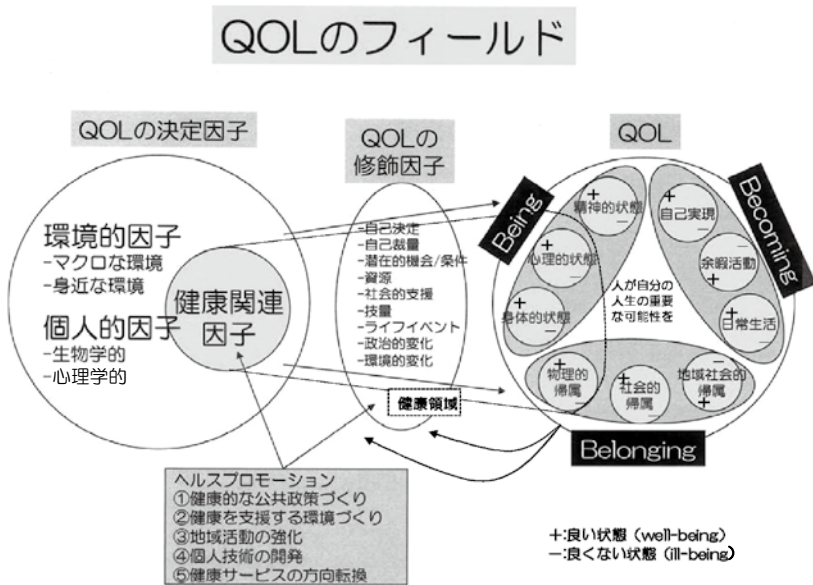 QOLのフィールド
QOLの決定因子
環境的因子
-マクロな環境
-身近な環境
個人的因子
-生物学的
-心理学的
健康関連
因子
QOLの
修飾因子
-自己決定
-自己裁量
-潜在的機会/条件
-資源
-社会的支援
-技量
-ライフイベント
-政治的変化
-環境的変化
健康領域
QOL
Being
+
精神的状態
−
+
心理的状態
−
+
身体的状態
−
Becoming
+
自己実現
−
−
余暇活動
+
+
日常生活
−
人が自分の
人生の重要
な可能性を
+
物理的
帰属
−
+
社会的
帰属
−
−
地域社会的
帰属
+
Belonging
ヘルスプロモーション
①健康的な公共政策づくり
②健康を支援する環境づくり
③地域活動の強化
④個人技術の開発
⑤健康サービスの方向転換
+:良い状態（well-being）
−:良くない状態（ill-being）